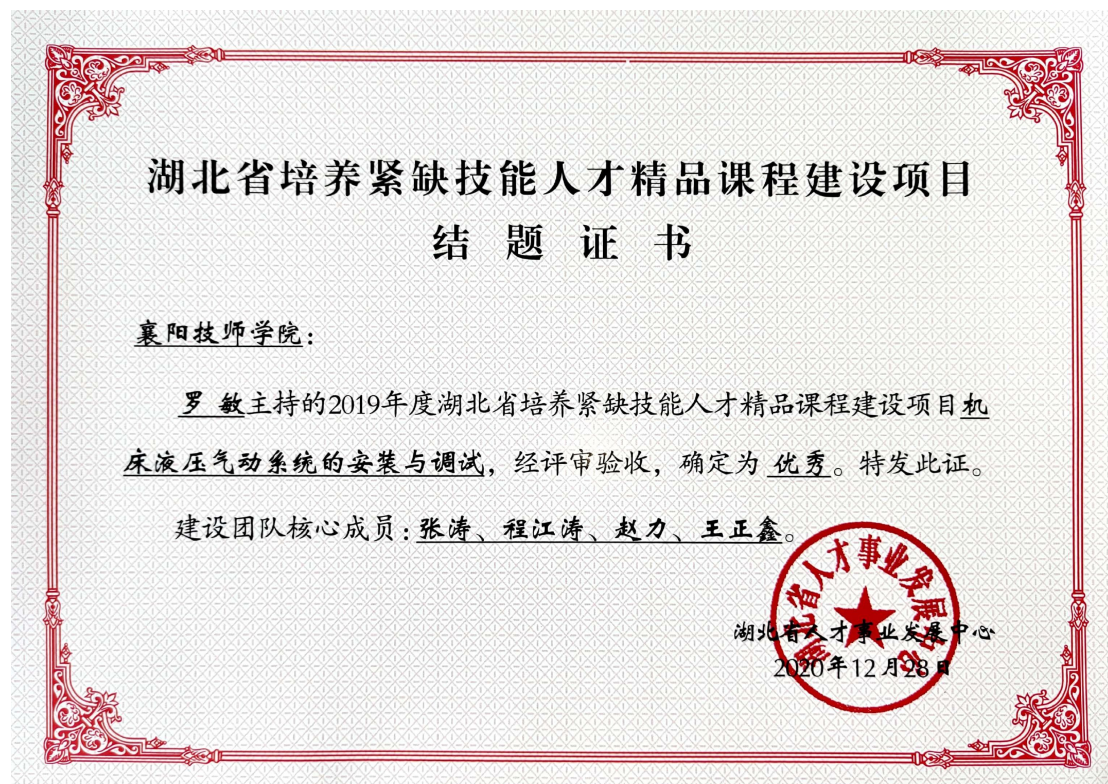 湖北省培养紧缺技能人才精品课程建设项目
结题证书
襄阳技师学院：
罗敏主持的2019年度湖北省培养紧缺技能人才精品课程建设项目机
床液压气动系统的安装与调试，经评审验收，确定为优秀。特发此证。
建设团队核心成员：张涛、程江涛、赵力、王正鑫。
湖北省人才事业发展中心
湖北省人才事业发展中心
2020年12月28日